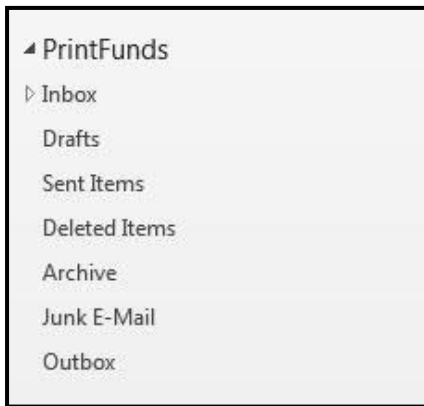 PrintFunds
Inbox
Drafts
Sent Items
Deleted Items
Archive
Junk E-Mail
Outbox